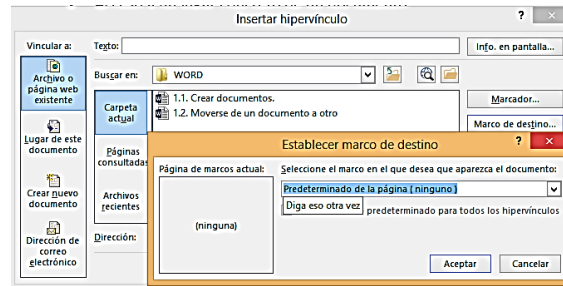 Insertar hipervínculo
?
Vincular a:
Texto:
Info. en pantalla...
Archivo o
página web
existente
Buscar en:
WORD
Carpeta
actual
1.1. Crear documentos.
1.2. Moverse de un documento a otro
Marcador...
Marco de destino...
Lugar de este
documento
Páginas
consultadas
Crear nuevo
documento
Archivos
recientes
Dirección de
correo
electrónico
Dirección:
Establecer marco de destino
?
Página de marcos actual:
(ninguna)
Seleccione el marco en el que desea que aparezca el documento:
Predeterminado de la página ( ninguno )
Diga eso otra vez
predeterminado para todos los hipervínculos
Aceptar
Cancelar